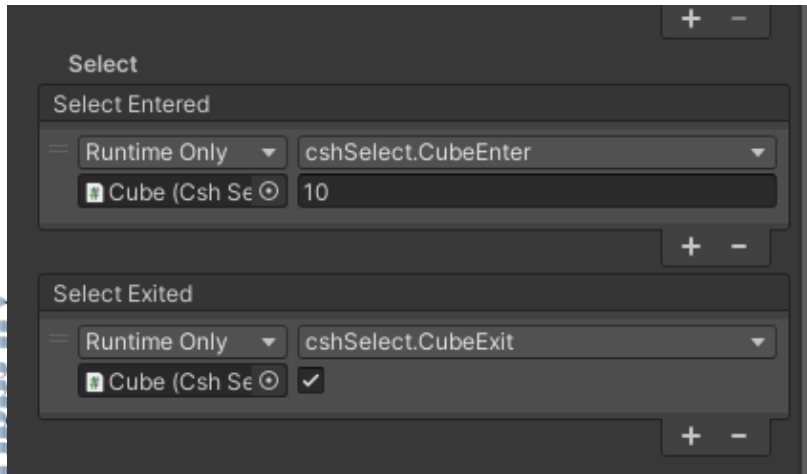 Select
Select Entered
Runtime Only cshSelect.CubeEnter
Cube (Csh Se 10
Select Exited
Runtime Only cshSelect.CubeExit
Cube (Csh Se